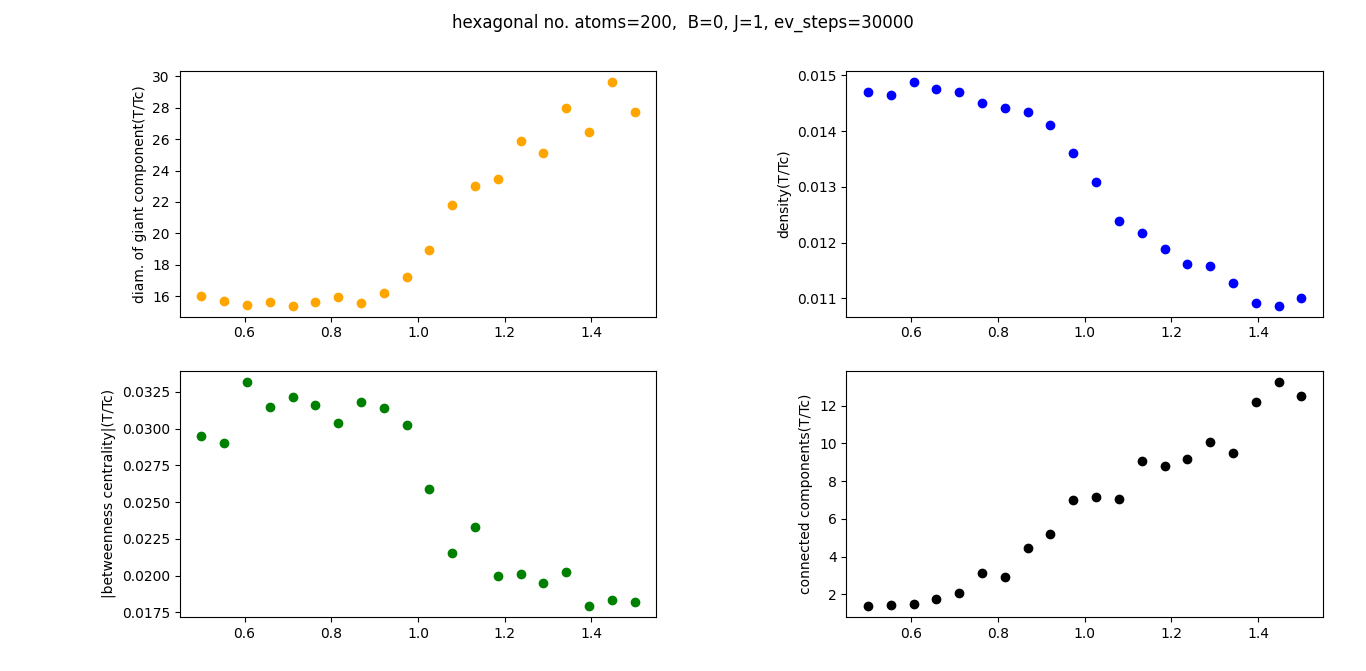 hexagonal no. atoms=200,  B=0, J=1, ev_steps=30000
diam. of giant component(T/Tc)
30
28
26
24
22
20
18
16
0.6 0.8 1.0 1.2 1.4
density(T/Tc)
0.015
0.014
0.013
0.012
0.011
0.6 0.8 1.0 1.2 1.4
|betweenness centrality|(T/Tc)
0.0325
0.0300
0.0275
0.0250
0.0225
0.0200
0.0175
0.6 0.8 1.0 1.2 1.4
connected components(T/Tc)
12
10
8
6
4
2
0.6 0.8 1.0 1.2 1.4